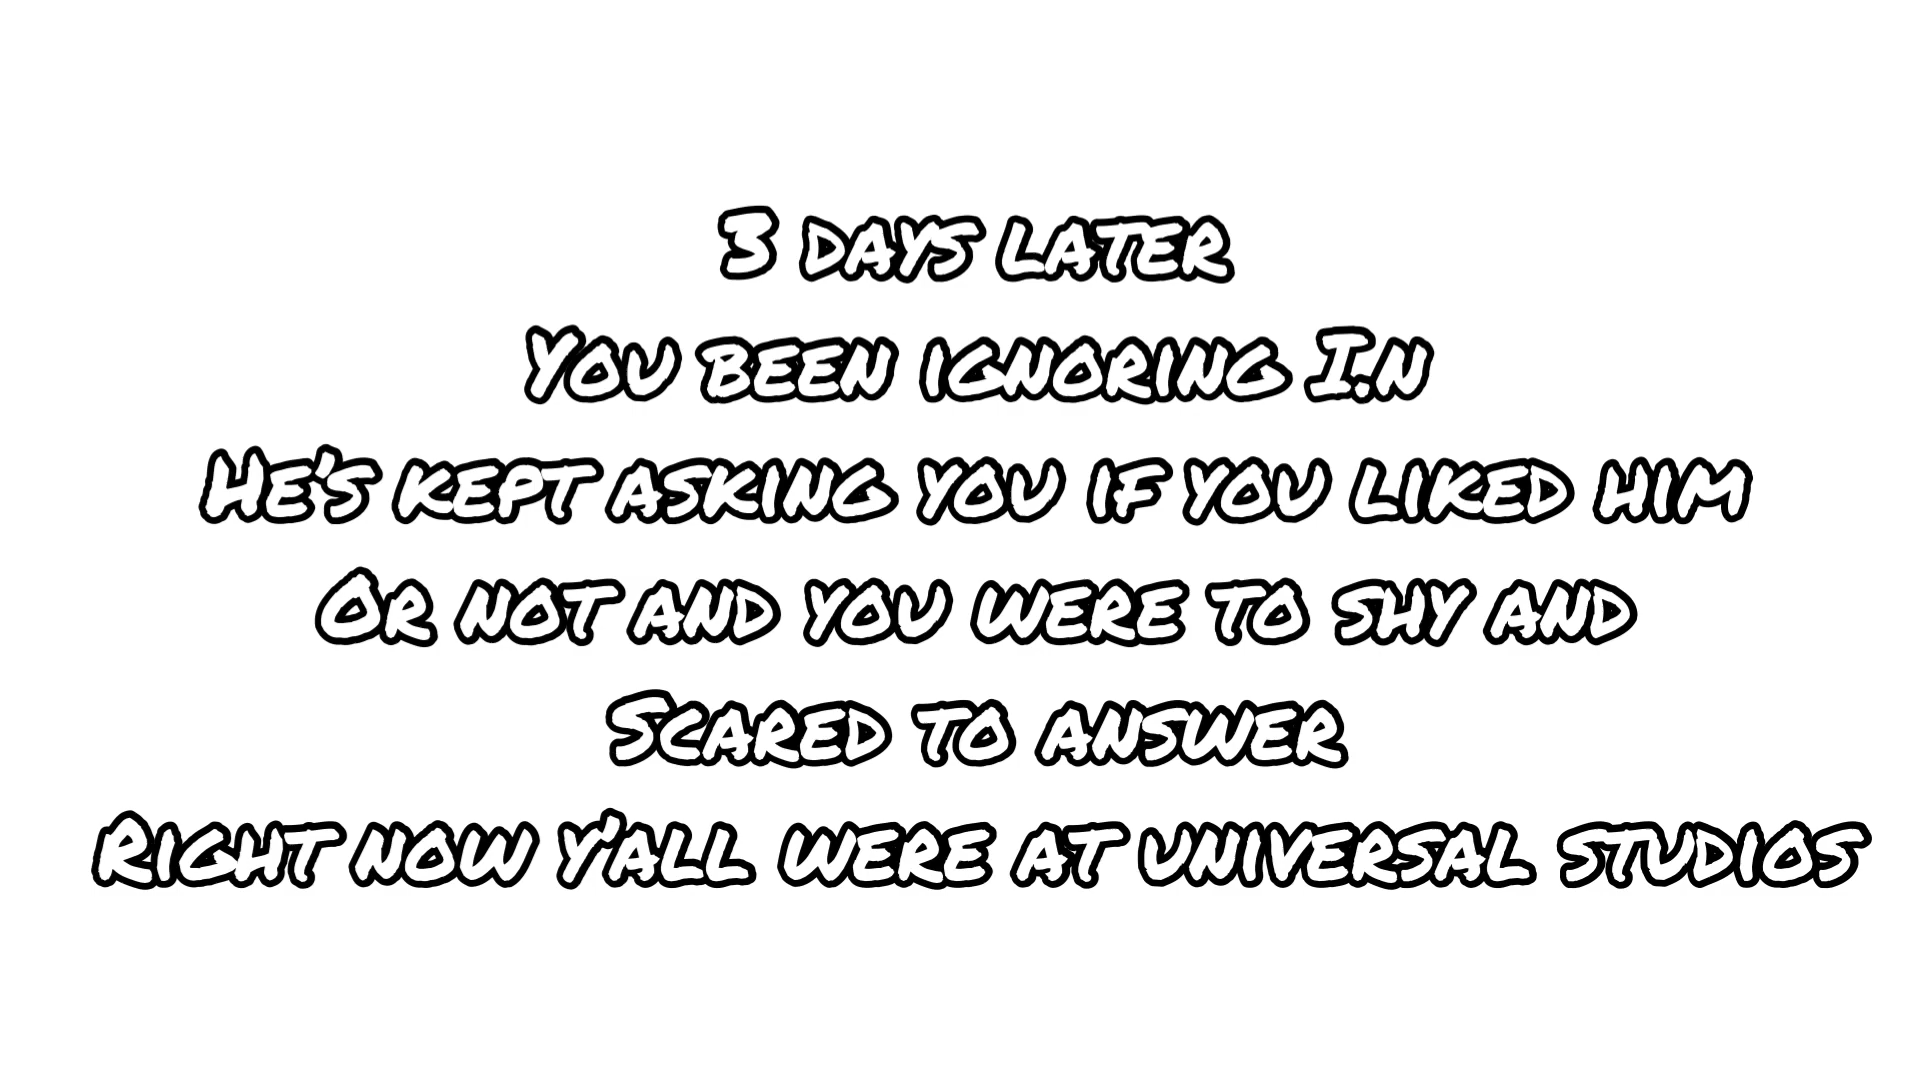 3 days later
You been ignoring I.n
He's kept asking you if you liked him
Or not and you were to shy and
Scared to answer
Right now y'all were at universal studios